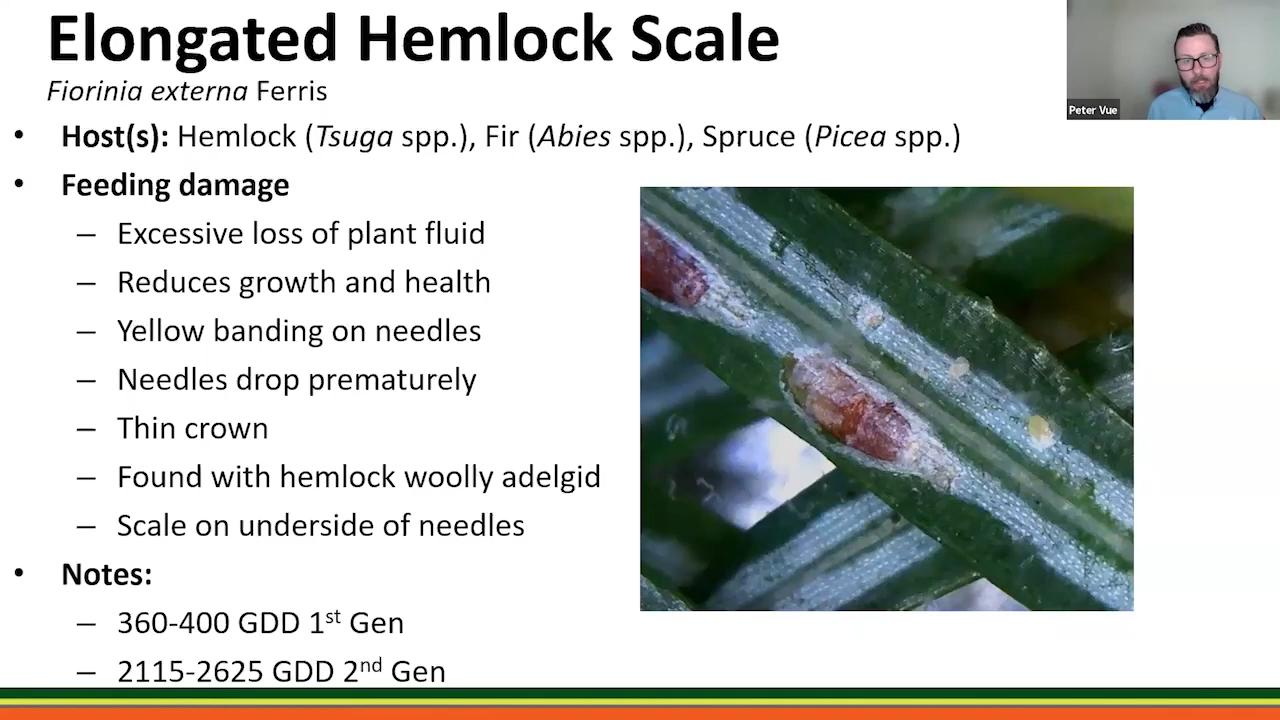 Elongated Hemlock Scale
Fiorinia externa Ferris
Peter Vue
• Host(s): Hemlock (Tsuga spp.), Fir (Abies spp.), Spruce (Picea spp.)
• Feeding damage
– Excessive loss of plant fluid
– Reduces growth and health
– Yellow banding on needles
– Needles drop prematurely
– Thin crown
– Found with hemlock woolly adelgid
– Scale on underside of needles
• Notes:
– 360-400 GDD 1st Gen
– 2115-2625 GDD 2nd Gen